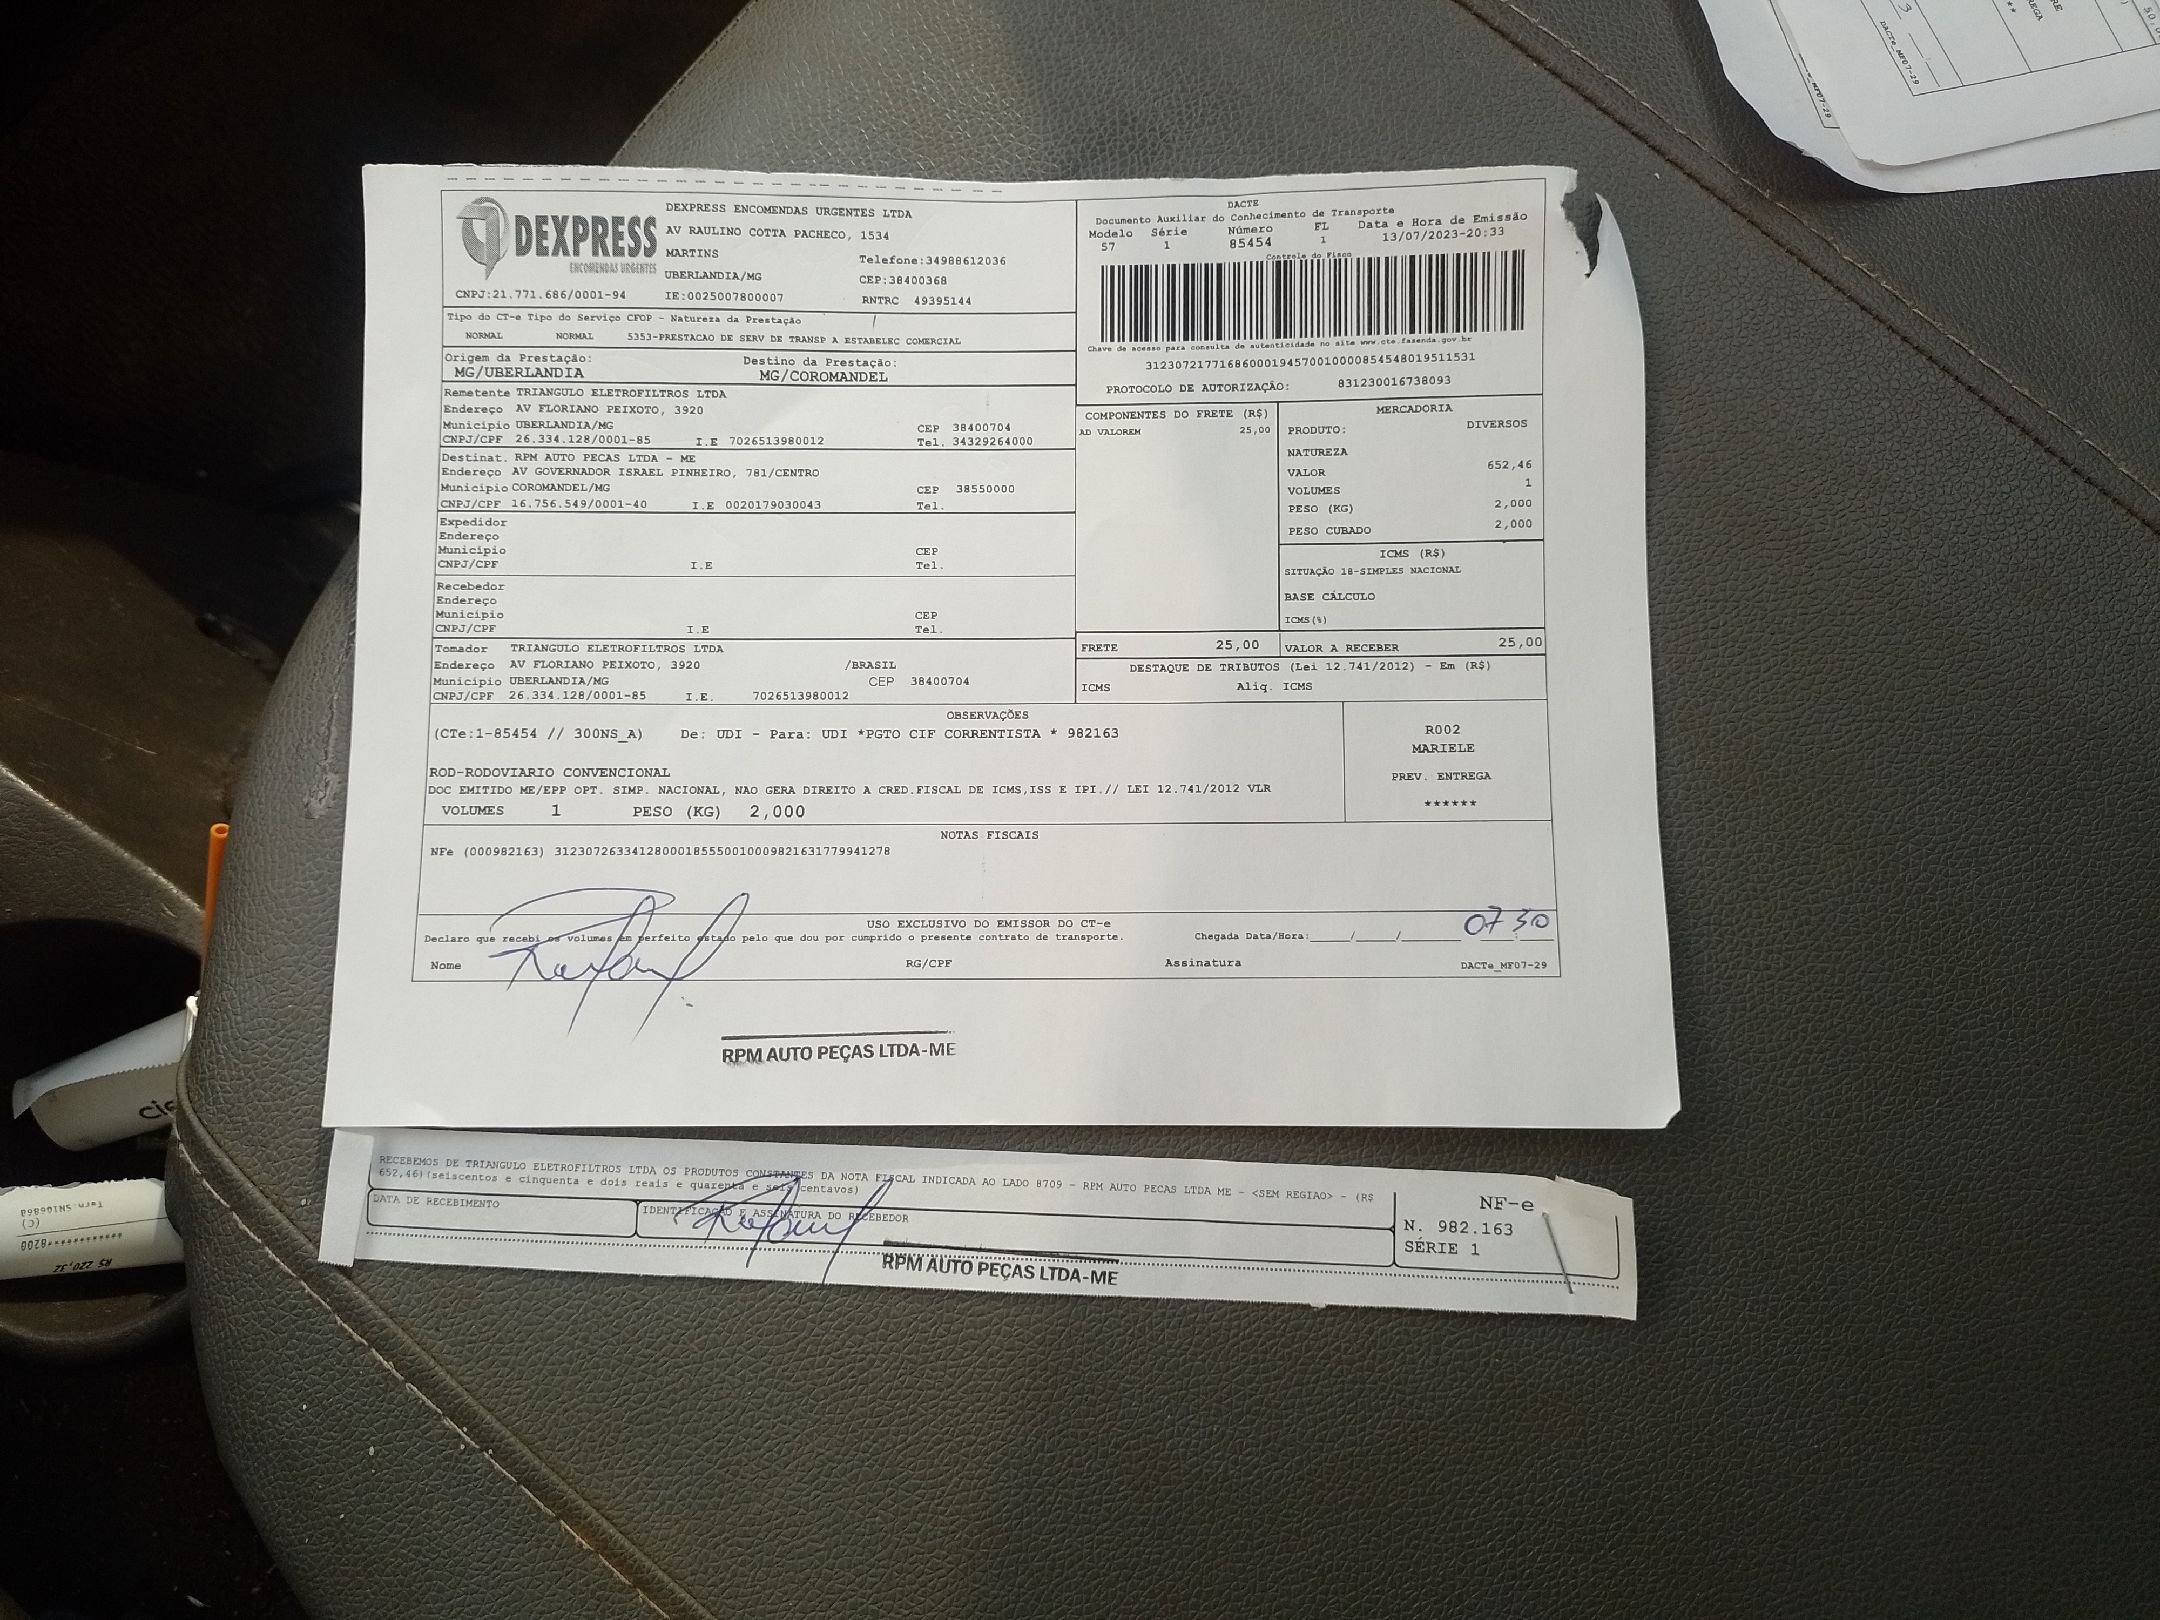 DEXPRESS
ENCOMENDAS URGENTES
DEXPRESS ENCOMENDAS URGENTES LTDA
AV RAULINO COTTA PACHECO, 1534
MARTINS
Telefone:34988612036
UBERLANDIA/MG
CEP:38400368
CNPJ:21.771.686/0001-94 IE:0025007800007 RNTRC 49395144
DACTE
Documento Auxiliar do Conhecimento de Transporte
Modelo Série Número FL Data e Hora de Emissão
57 1 85454 1 13/07/2023-20:33
Controle do Fisco
Chave de acesso para consulta de autenticidade no site www.cte.fazenda.gov.br
31230721771686000194570010000854548019511531
PROTOCOLO DE AUTORIZAÇÃO: 831230016738093
Tipo do CT-e Tipo do Serviço CFOP - Natureza da Prestação
NORMAL NORMAL 5353-PRESTACAO DE SERV DE TRANSP A ESTABELEC COMERCIAL
Origem da Prestação: Destino da Prestação:
MG/UBERLANDIA MG/COROMANDEL
Remetente TRIANGULO ELETROFILTROS LTDA
Endereço AV FLORIANO PEIXOTO, 3920
Município UBERLANDIA/MG CEP 38400704
CNPJ/CPF 26.334.128/0001-85 I.E 7026513980012 Tel. 34329264000
Destinat. RPM AUTO PECAS LTDA - ME
Endereço AV GOVERNADOR ISRAEL PINHEIRO, 781/CENTRO
Município COROMANDEL/MG CEP 38550000
CNPJ/CPF 16.756.549/0001-40 I.E 0020179030043 Tel.
Expedidor
Endereço
Município CEP
CNPJ/CPF I.E Tel.
Recebedor
Endereço
Município CEP
CNPJ/CPF I.E Tel.
Tomador TRIANGULO ELETROFILTROS LTDA
Endereço AV FLORIANO PEIXOTO, 3920 /BRASIL
Município UBERLANDIA/MG CEP 38400704
CNPJ/CPF 26.334.128/0001-85 I.E. 7026513980012
COMPONENTES DO FRETE (R$)
AD VALOREM 25,00
MERCADORIA
PRODUTO: DIVERSOS
NATUREZA
VALOR 652,46
VOLUMES 1
PESO (KG) 2,000
PESO CUBADO 2,000
ICMS (R$)
SITUAÇÃO 18-SIMPLES NACIONAL
BASE CÁLCULO
ICMS(%)
FRETE 25,00 VALOR A RECEBER 25,00
DESTAQUE DE TRIBUTOS (Lei 12.741/2012) - Em (R$)
ICMS Aliq. ICMS
OBSERVAÇÕES
(CTe:1-85454 // 300NS_A) De: UDI - Para: UDI *PGTO CIF CORRENTISTA * 982163
ROD-RODOVIARIO CONVENCIONAL
DOC EMITIDO ME/EPP OPT. SIMP. NACIONAL, NAO GERA DIREITO A CRED.FISCAL DE ICMS,ISS E IPI.// LEI 12.741/2012 VLR
VOLUMES 1 PESO (KG) 2,000
R002
MARIELE
PREV. ENTREGA
******
NOTAS FISCAIS
NFe (000982163) 31230726334128000185550010009821631779941278
USO EXCLUSIVO DO EMISSOR DO CT-e
Declaro que recebi os volumes em perfeito estado pelo que dou por cumprido o presente contrato de transporte. Chegada Data/Hora:____/____/____ 07 30
Nome RG/CPF Assinatura DACTe_MF07-29
RPM AUTO PEÇAS LTDA-ME
RECEBEMOS DE TRIANGULO ELETROFILTROS LTDA OS PRODUTOS CONSTANTES DA NOTA FISCAL INDICADA AO LADO 8709 - RPM AUTO PECAS LTDA ME - <SEM REGIAO> - (R$
652,46)(seiscentos e cinquenta e dois reais e quarenta e seis centavos)
DATA DE RECEBIMENTO IDENTIFICAÇÃO E ASSINATURA DO RECEBEDOR
NF-e
N. 982.163
SÉRIE 1
RPM AUTO PEÇAS LTDA-ME
DACTe_MF07-29
R$ 220,32
************8200
(C)